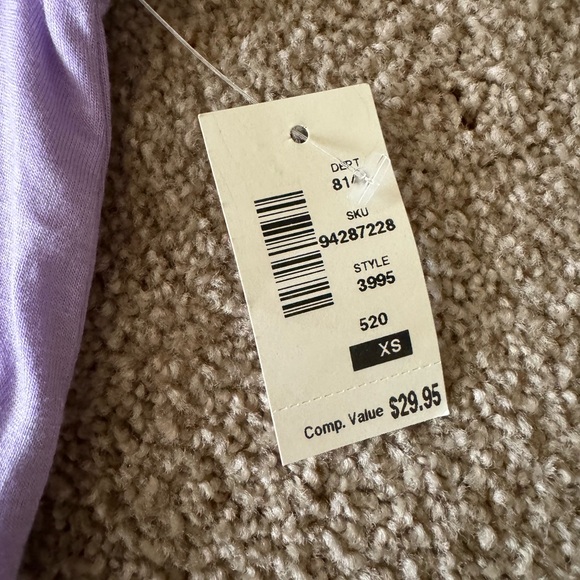 DEPT
SKU
94287228
STYLE
3995
520
XS
Comp. Value $29.95